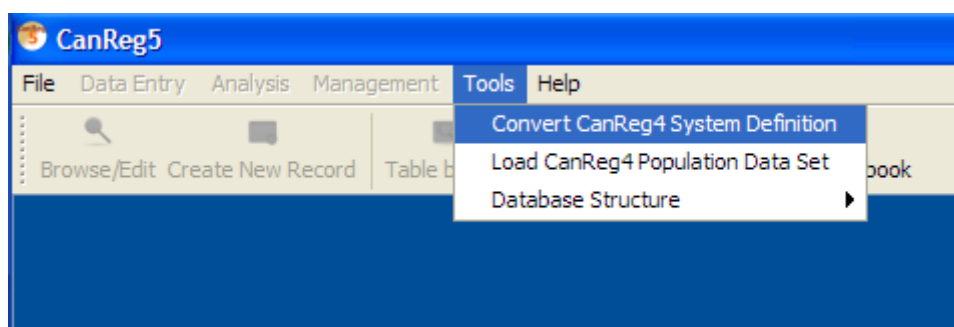 CanReg5
File Data Entry Analysis Management Tools Help
Convert CanReg4 System Definition
Load CanReg4 Population Data Set
Database Structure
Browse/Edit Create New Record Table